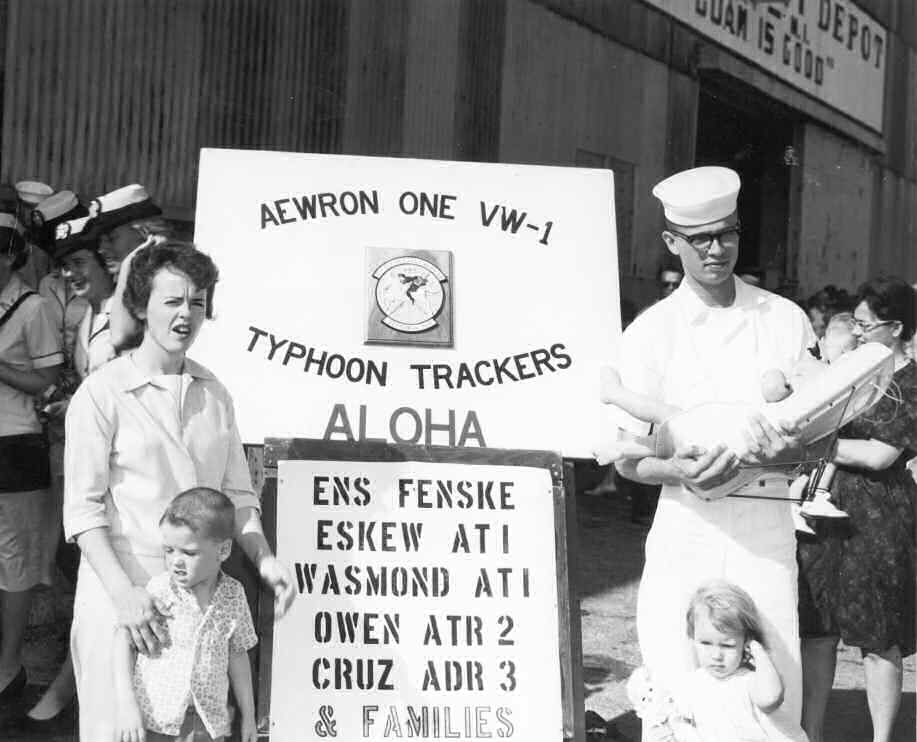 DEPOT
GUAM IS GOOD"
AEWRON ONE VW-1
TYPHOON TRACKERS
ALOHA
ENS FENSKE
ESKEW AT1
WASMOND AT1
OWEN ATR 2
CRUZ ADR 3
& FAMILIES